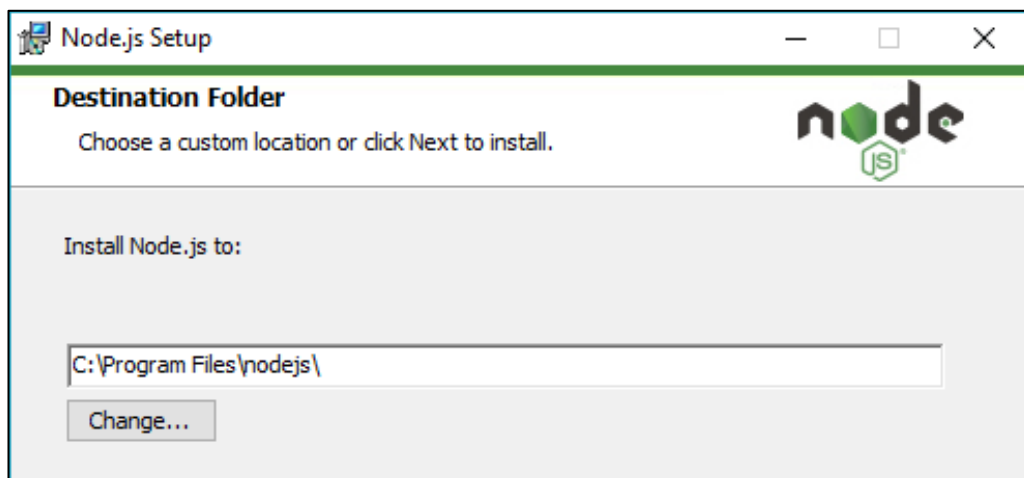 Node.js Setup
Destination Folder
Choose a custom location or click Next to install.
node
JS
Install Node.js to:
C:\Program Files\nodejs\
Change...